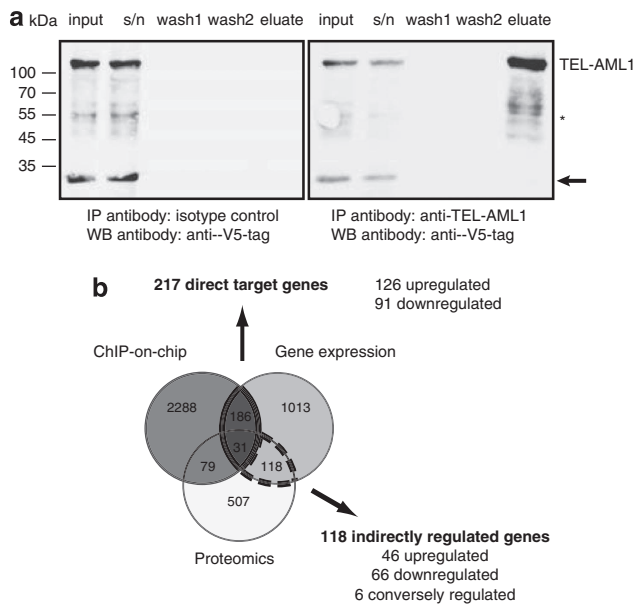 a kDa input s/n wash1 wash2 eluate input s/n wash1 wash2 eluate
100
70
55
45
35
TEL-AML1
*
IP antibody: isotype control
WB antibody: anti--V5-tag
IP antibody: anti-TEL-AML1
WB antibody: anti--V5-tag
b
217 direct target genes
126 upregulated
91 downregulated
ChIP-on-chip
Gene expression
2288
186
1013
31
79
118
507
Proteomics
118 indirectly regulated genes
46 upregulated
66 downregulated
6 conversely regulated